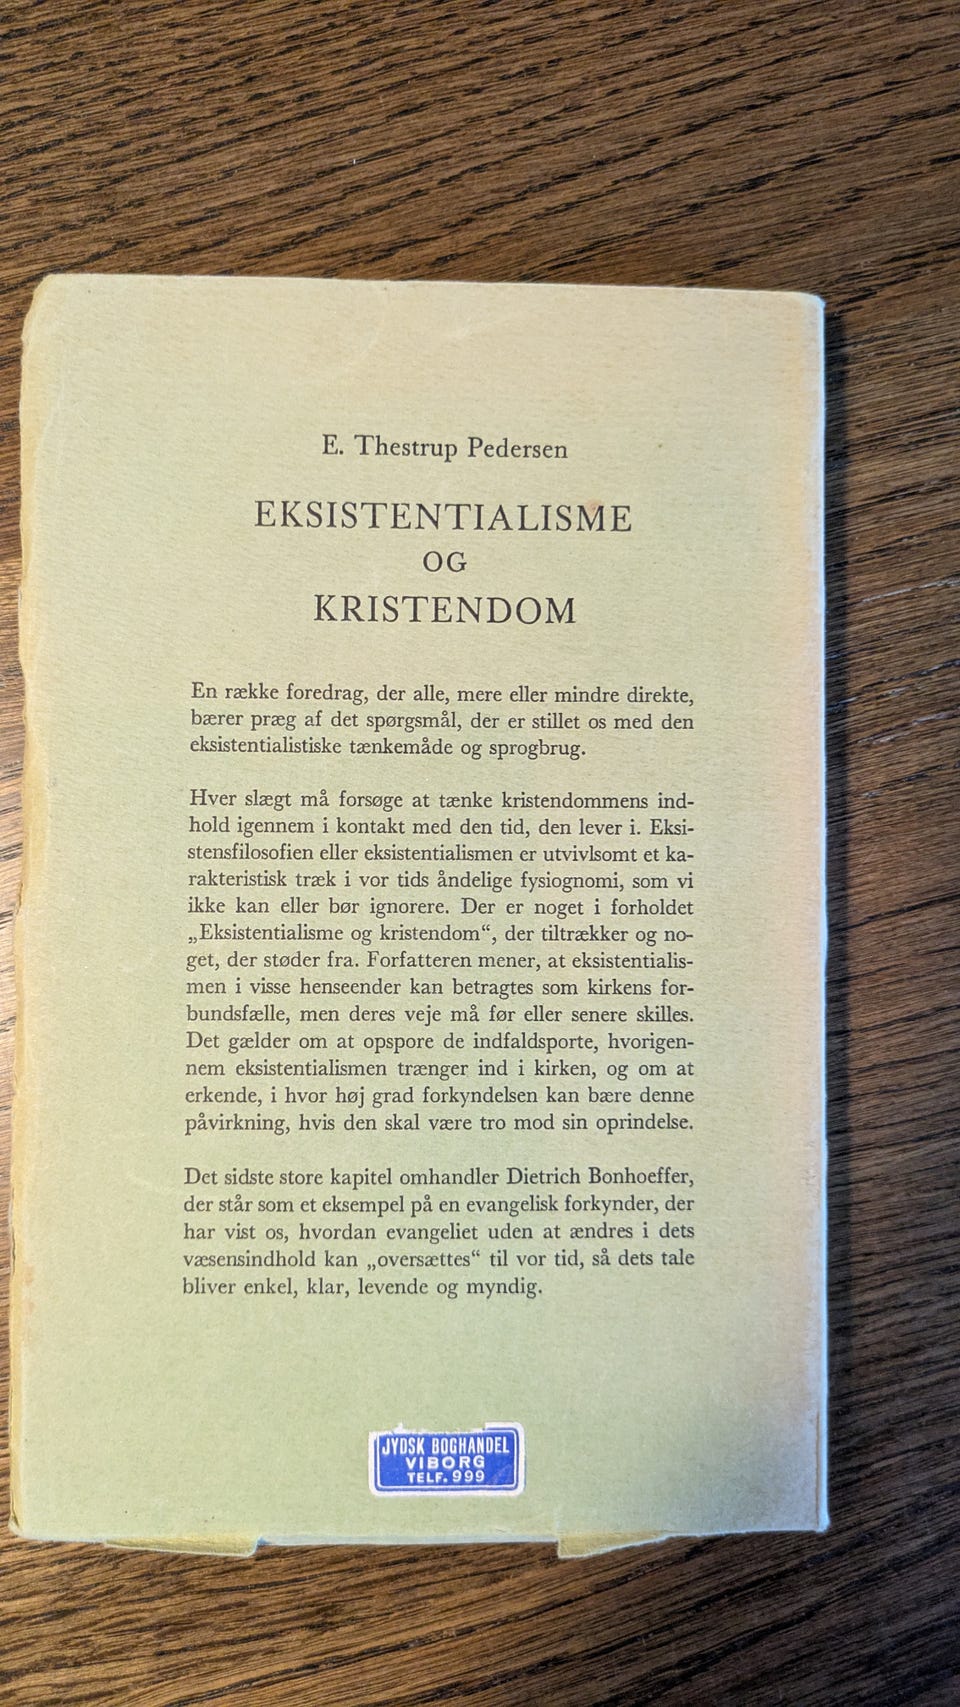 E. Thestrup Pedersen
EKSISTENTIALISME
OG
KRISTENDOM
En række foredrag, der alle, mere eller mindre direkte,
bærer præg af det spørgsmål, der er stillet os med den
eksistentialistiske tænkemåde og sprogbrug.
Hver slægt må forsøge at tænke kristendommens ind-
hold igennem i kontakt med den tid, den lever i. Eksi-
stensfilosofien eller eksistentialismen er utvivlsomt et ka-
rakteristisk træk i vor tids åndelige fysiognomi, som vi
ikke kan eller bør ignorere. Der er noget i forholdet
„Eksistentialisme og kristendom“, der tiltrækker og no-
get, der støder fra. Forfatteren mener, at eksistentialis-
men i visse henseender kan betragtes som kirkens for-
bundsfælle, men deres veje må før eller senere skilles.
Det gælder om at opspore de indfaldsporte, hvorigen-
nem eksistentialismen trænger ind i kirken, og om at
erkende, i hvor høj grad forkyndelsen kan bære denne
påvirkning, hvis den skal være tro mod sin oprindelse.
Det sidste store kapitel omhandler Dietrich Bonhoeffer,
der står som et eksempel på en evangelisk forkynder, der
har vist os, hvordan evangeliet uden at ændres i dets
væsensindhold kan „oversættes“ til vor tid, så dets tale
bliver enkel, klar, levende og myndig.
JYDSK BOGHANDEL
VIBORG
TELF. 999